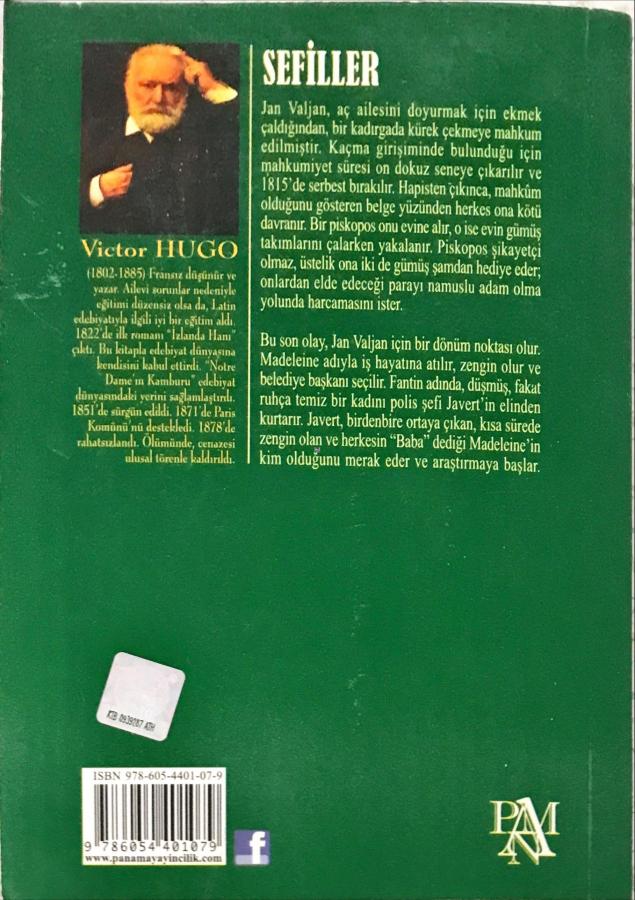 SEFİLLER
Jan Valjan, aç ailesini doyurmak için ekmek
çaldığından, bir kadırgada kürek çekmeye mahkum
edilmiştir. Kaçma girişiminde bulunduğu için
mahkumiyet süresi on dokuz seneye çıkarılır ve
1815'de serbest bırakılır. Hapisten çıkınca, mahkûm
olduğunu gösteren belge yüzünden herkes ona kötü
davranır. Bir piskopos onu evine alır, o ise evin gümüş
takımlarını çalarken yakalanır. Piskopos şikayetçi
olmaz, üstelik ona iki de gümüş şamdan hediye eder;
onlardan elde edeceği parayı namuslu adam olma
yolunda harcamasını ister.
Bu son olay, Jan Valjan için bir dönüm noktası olur.
Madeleine adıyla iş hayatına atılır, zengin olur ve
belediye başkanı seçilir. Fantin adında, düşmüş, fakat
ruhça temiz bir kadını polis şefi Javert'in elinden
kurtarır. Javert, birdenbire ortaya çıkan, kısa sürede
zengin olan ve herkesin “Baba” dediği Madeleine'in
kim olduğunu merak eder ve araştırmaya başlar.
Victor HUGO
(1802-1885) Fransız düşünür ve
yazar. Ailevi sorunlar nedeniyle
eğitimi düzensiz olsa da, Latin
edebiyatıyla ilgili iyi bir eğitim aldı.
1822'de ilk romanı “İzlanda Hanı”
çıktı. Bu kitapla edebiyat dünyasına
kendisini kabul ettirdi. “Notre
Dame'in Kamburu” edebiyat
dünyasındaki yerini sağlamlaştırdı.
1851'de sürgün edildi. 1871'de Paris
Komünü'nü destekledi. 1878'de
rahatsızlandı. Ölümünde, cenazesi
ulusal törenle kaldırıldı.
KTB 0939087 ATH
ISBN 978-605-4401-07-9
9 786054 401079
www.panamayayincilik.com
f
PANAM